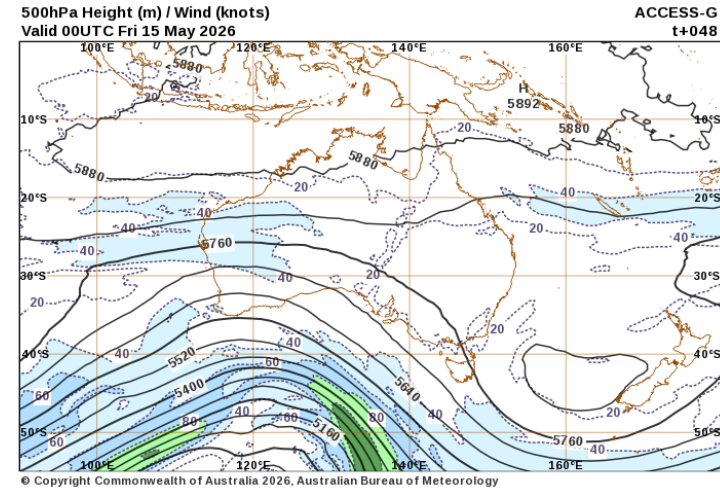 500hPa Height (m) / Wind (knots) ACCESS-G
Valid 00UTC Fri 15 May 2026 t+048
100°E 120°E 140°E 160°E
5880
20
H
5892
10°S 20 5880 10°S
5880
5880
20 40
20°S 20°S
40
40 20 40
5760
40
30°S 40 20 30°S
20
20
40
40°S 40 5520 60 40°S
60 5400 5640
40 60 80 40 20
80 5160
50°S 60 5760 50°S
40
100°E 120°E 140°E 160°E
© Copyright Commonwealth of Australia 2026, Australian Bureau of Meteorology